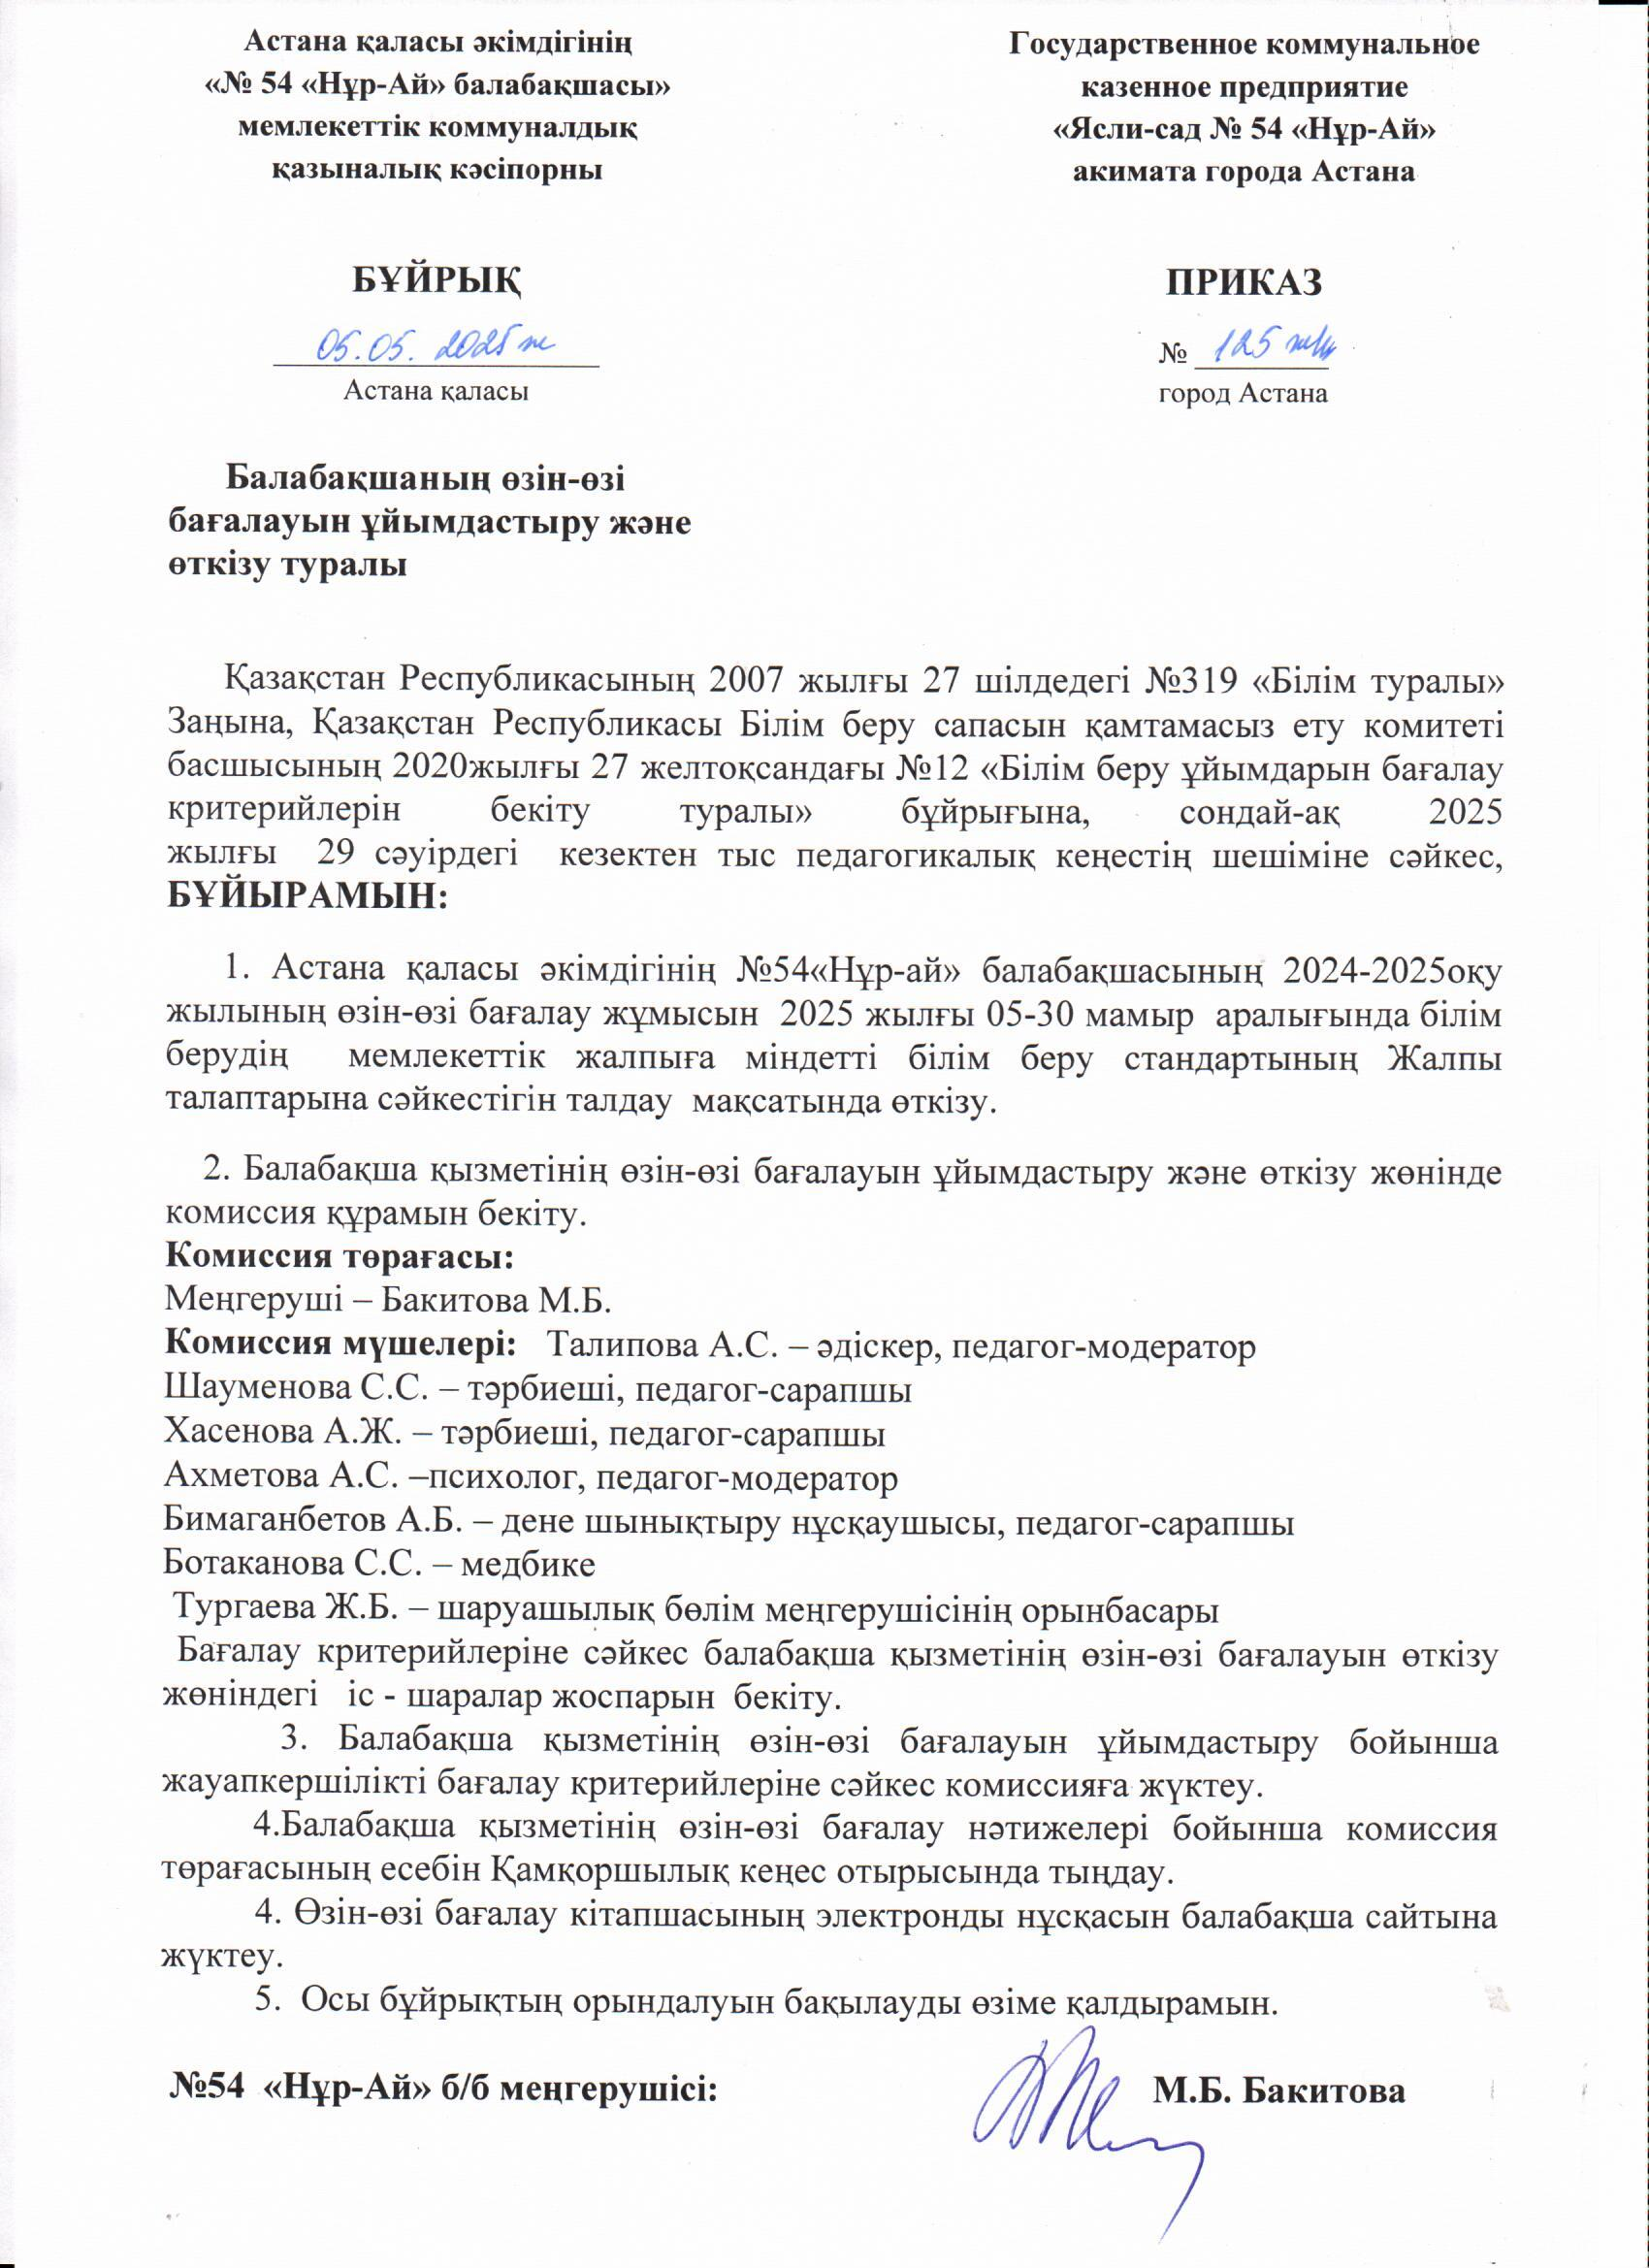 Астана қаласы әкімдігінің
«№ 54 «Нұр-Ай» балабақшасы»
мемлекеттік коммуналдық
қазыналық кәсіпорны
Государственное коммунальное
казенное предприятие
«Ясли-сад № 54 «Нұр-Ай»
акимата города Астана
БҰЙРЫҚ
05.05. 2025 ж
Астана қаласы
ПРИКАЗ
№ 125
город Астана
Балабақшаның өзін-өзі
бағалауын ұйымдастыру және
өткізу туралы
Қазақстан Республикасының 2007 жылғы 27 шілдедегі №319 «Білім туралы»
Заңына, Қазақстан Республикасы Білім беру сапасын қамтамасыз ету комитеті
басшысының 2020жылғы 27 желтоқсандағы №12 «Білім беру ұйымдарын бағалау
критерийлерін бекіту туралы» бұйрығына, сондай-ақ 2025
жылғы 29 сәуірдегі кезектен тыс педагогикалық кеңестің шешіміне сәйкес,
БҰЙЫРАМЫН:
1. Астана қаласы әкімдігінің №54«Нұр-ай» балабақшасының 2024-2025оқу
жылының өзін-өзі бағалау жұмысын 2025 жылғы 05-30 мамыр аралығында білім
берудің мемлекеттік жалпыға міндетті білім беру стандартының Жалпы
талаптарына сәйкестігін талдау мақсатында өткізу.
2. Балабақша қызметінің өзін-өзі бағалауын ұйымдастыру және өткізу жөнінде
комиссия құрамын бекіту.
Комиссия төрағасы:
Меңгеруші – Бакитова М.Б.
Комиссия мүшелері: Талипова А.С. – әдіскер, педагог-модератор
Шауменова С.С. – тәрбиеші, педагог-сарапшы
Хасенова А.Ж. – тәрбиеші, педагог-сарапшы
Ахметова А.С. –психолог, педагог-модератор
Бимаганбетов А.Б. – дене шынықтыру нұсқаушысы, педагог-сарапшы
Ботаканова С.С. – медбике
Тургаева Ж.Б. – шаруашылық бөлім меңгерушісінің орынбасары
Бағалау критерийлеріне сәйкес балабақша қызметінің өзін-өзі бағалауын өткізу
жөніндегі іс - шаралар жоспарын бекіту.
3. Балабақша қызметінің өзін-өзі бағалауын ұйымдастыру бойынша
жауапкершілікті бағалау критерийлеріне сәйкес комиссияға жүктеу.
4.Балабақша қызметінің өзін-өзі бағалау нәтижелері бойынша комиссия
төрағасының есебін Қамқоршылық кеңес отырысында тыңдау.
4. Өзін-өзі бағалау кітапшасының электронды нұсқасын балабақша сайтына
жүктеу.
5. Осы бұйрықтың орындалуын бақылауды өзіме қалдырамын.
№54 «Нұр-Ай» б/б меңгерушісі: М.Б. Бакитова